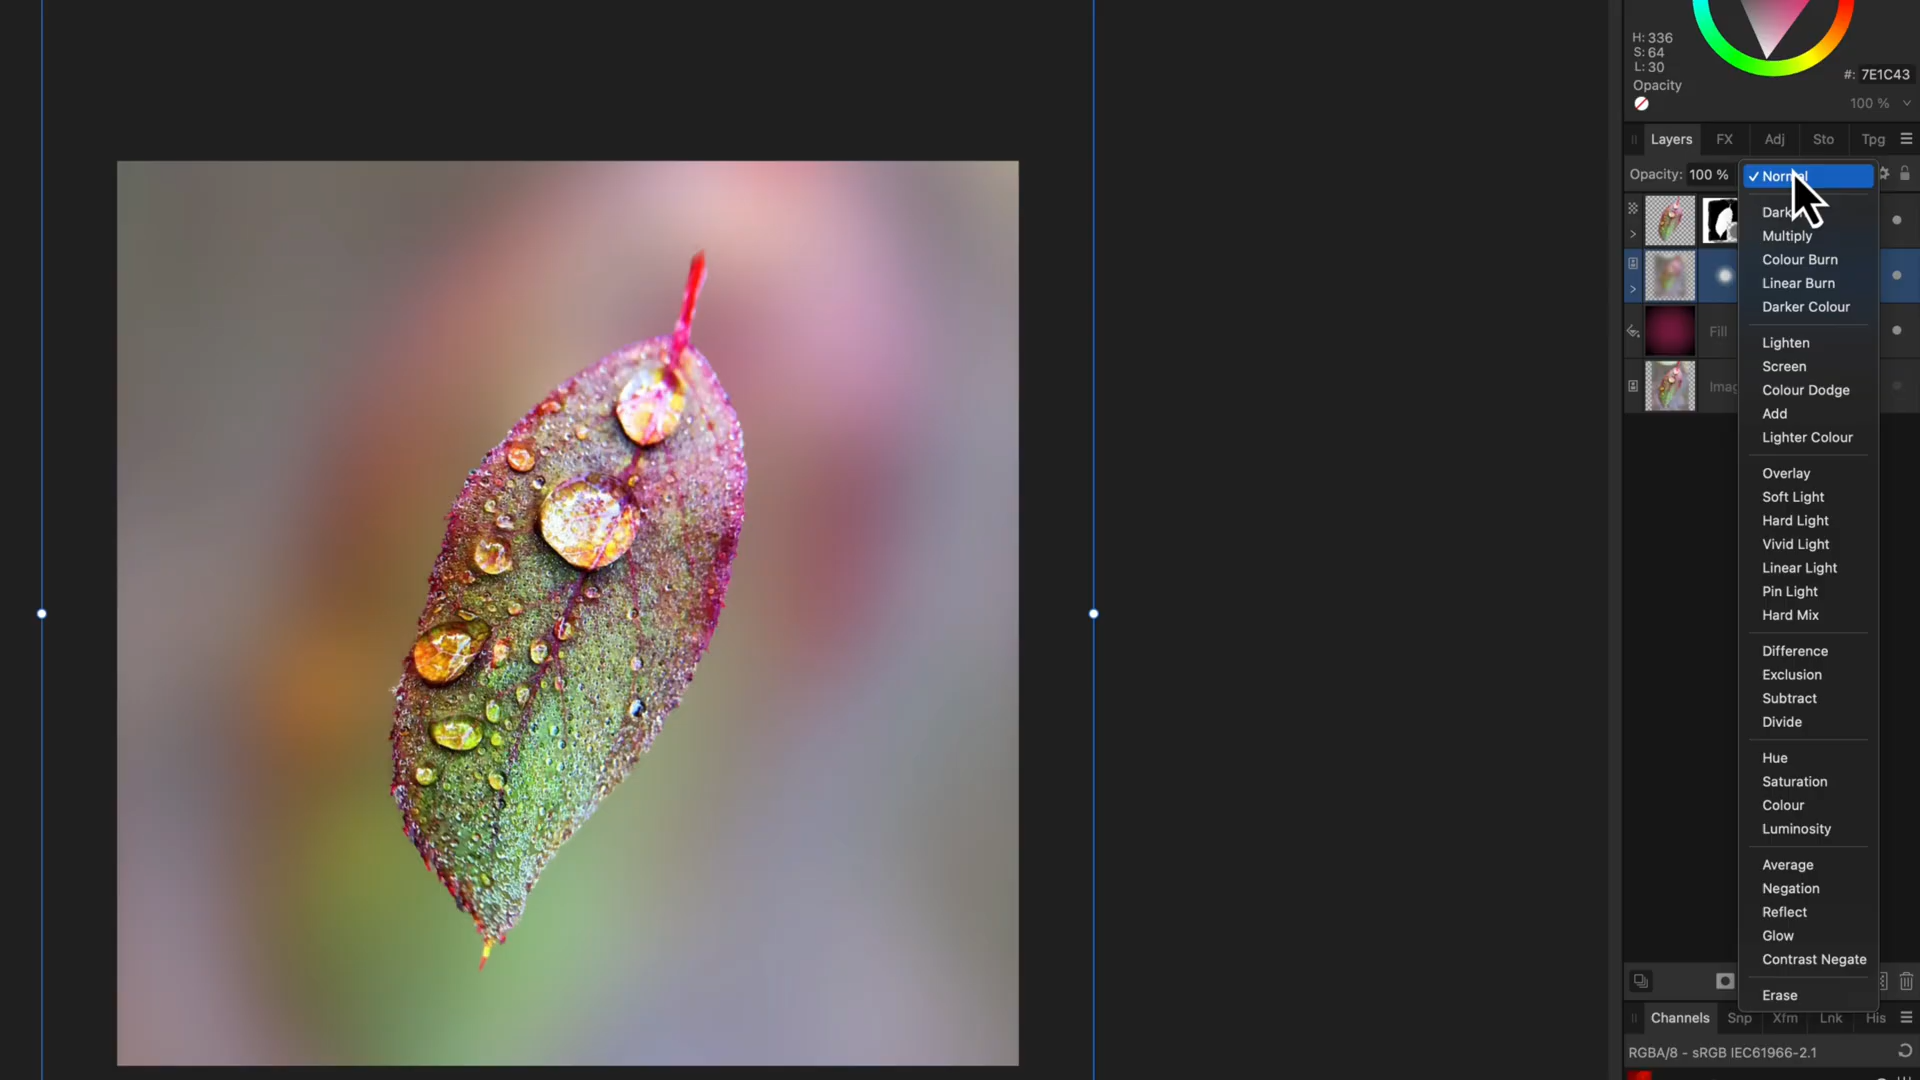 H: 336
S: 64
L: 30
#: 7E1C43
Opacity
100 %
Layers FX Adj Sto Tpg
Opacity: 100 %
✓ Normal
Multiply
Colour Burn
Linear Burn
Darker Colour
Fill
Lighten
Screen
Colour Dodge
Add
Lighter Colour
Overlay
Soft Light
Hard Light
Vivid Light
Linear Light
Pin Light
Hard Mix
Difference
Exclusion
Subtract
Divide
Hue
Saturation
Colour
Luminosity
Average
Negation
Reflect
Glow
Contrast Negate
Erase
Channels Snp Xfm Lnk His
RGBA/8 - sRGB IEC61966-2.1